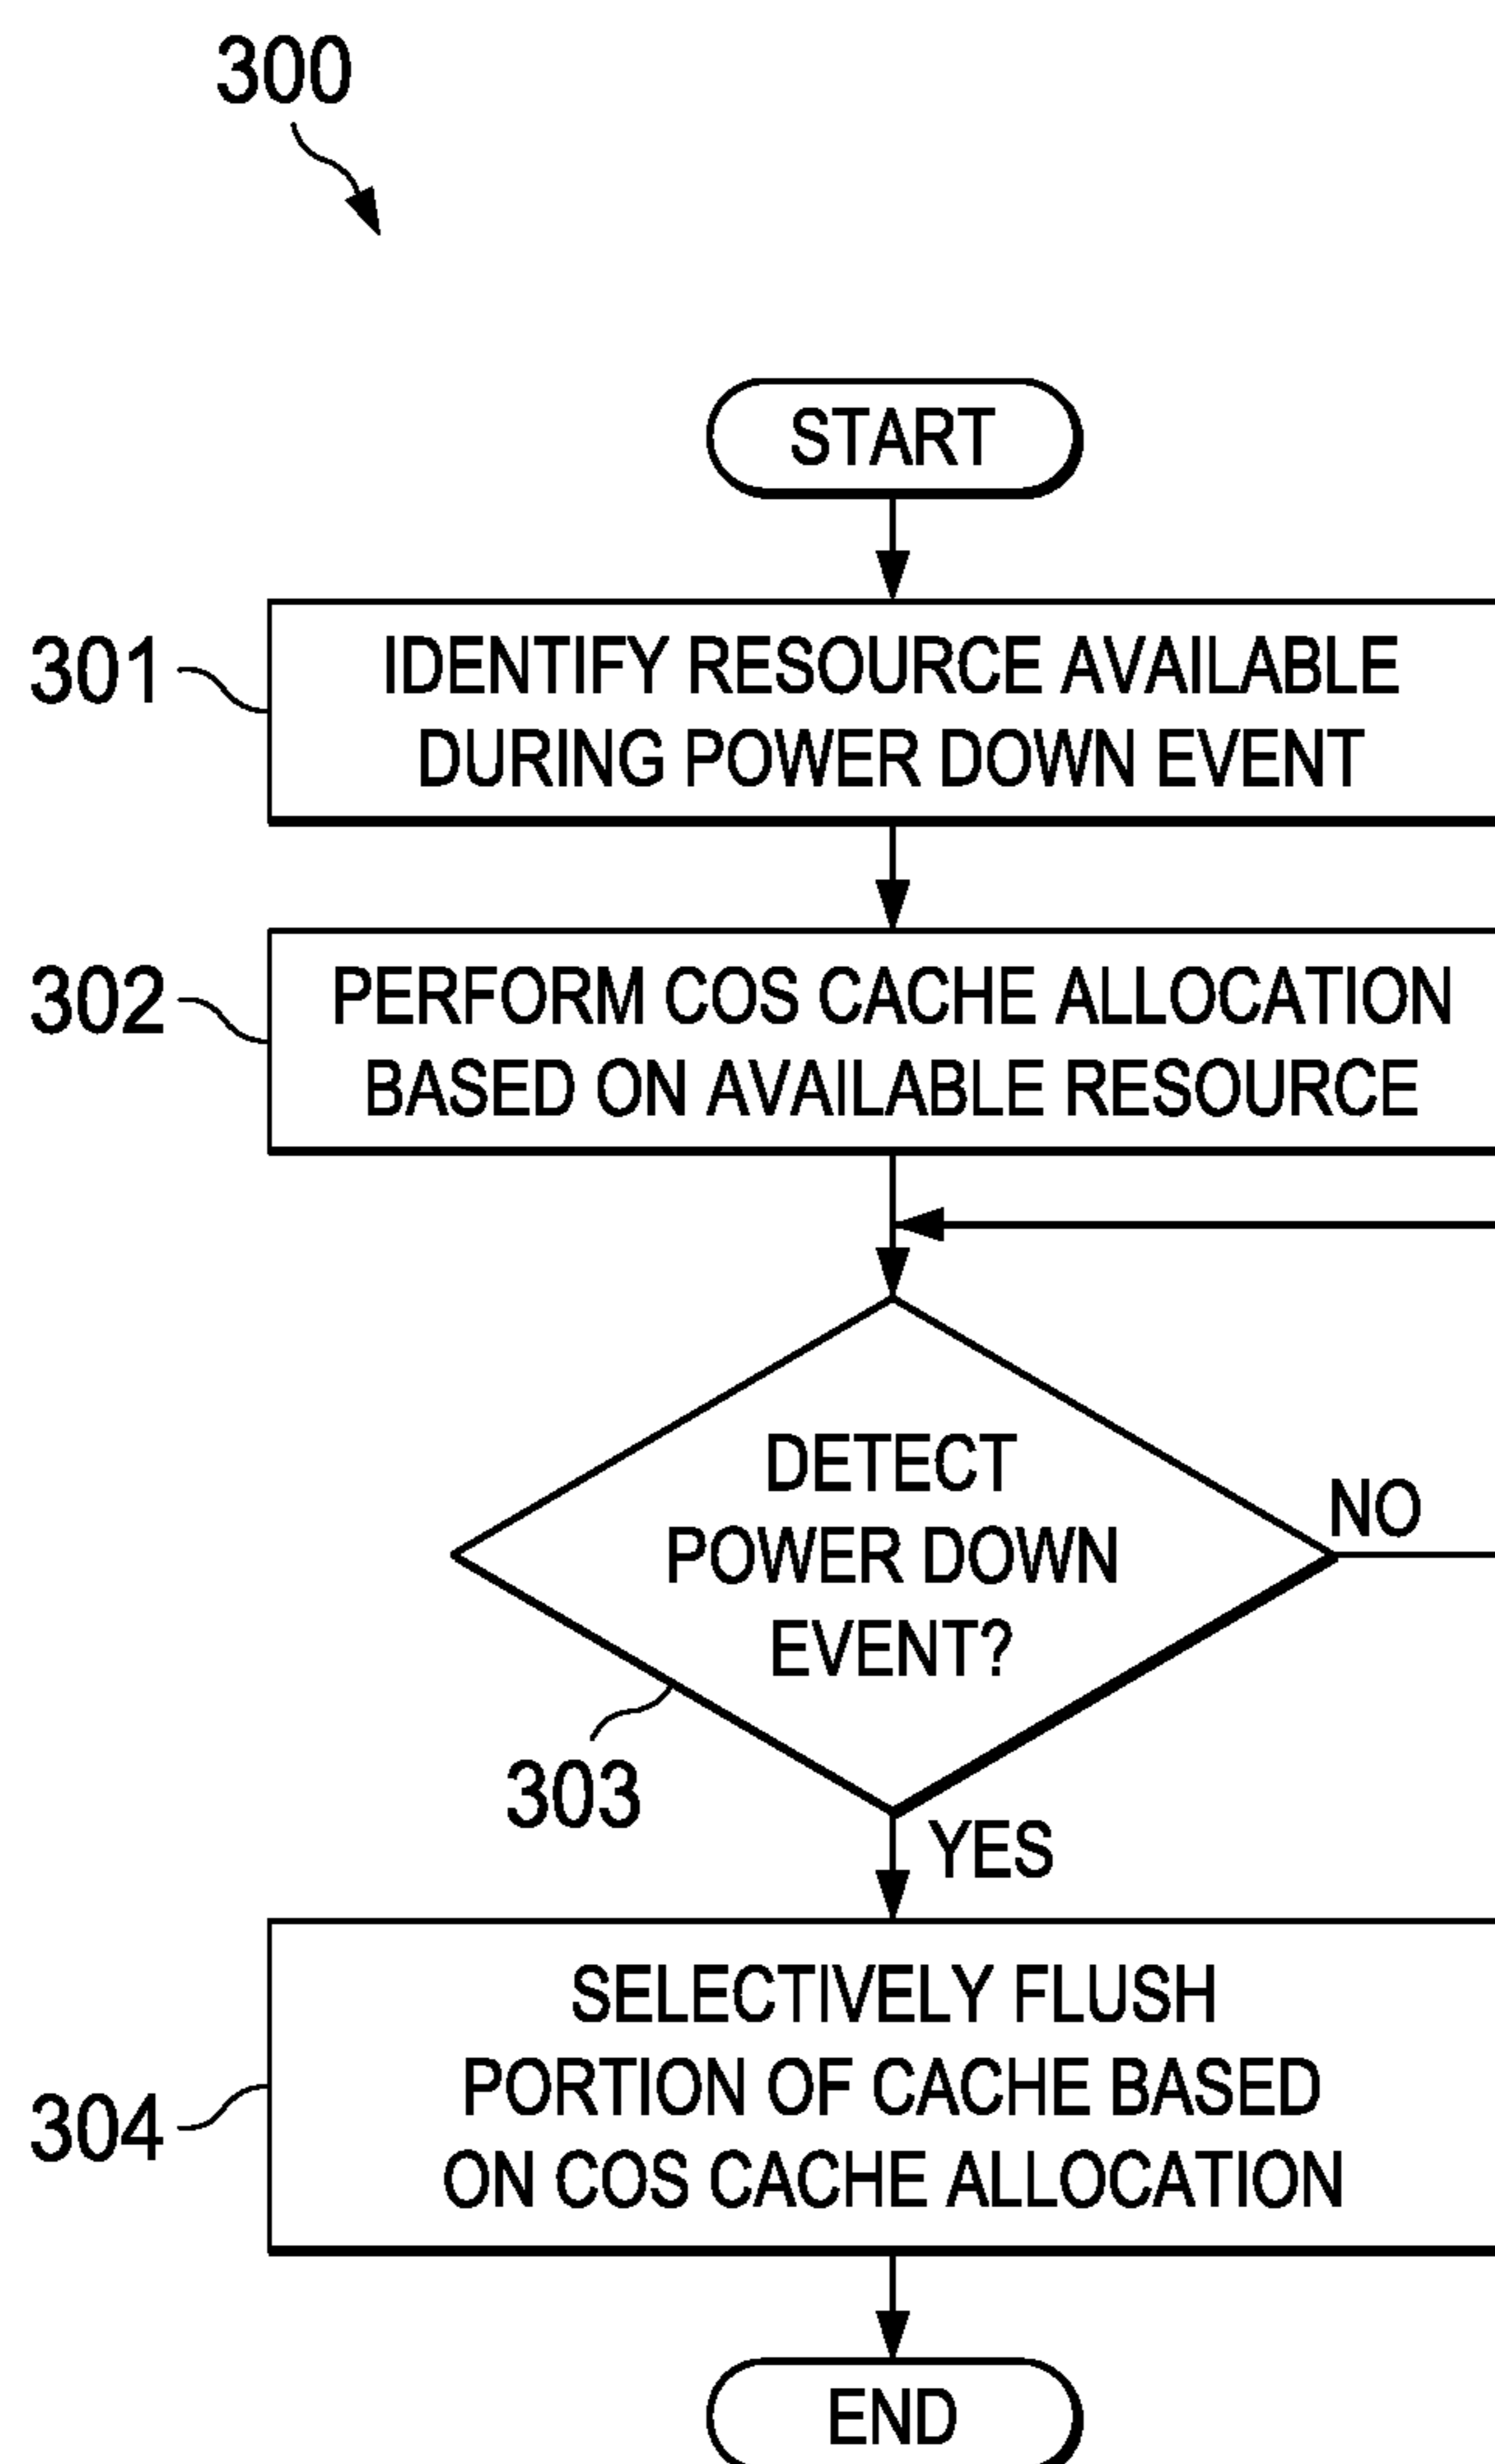 300
START
301
IDENTIFY RESOURCE AVAILABLE
DURING POWER DOWN EVENT
302
PERFORM COS CACHE ALLOCATION
BASED ON AVAILABLE RESOURCE
DETECT
POWER DOWN
EVENT?
NO
303
YES
304
SELECTIVELY FLUSH
PORTION OF CACHE BASED
ON COS CACHE ALLOCATION
END